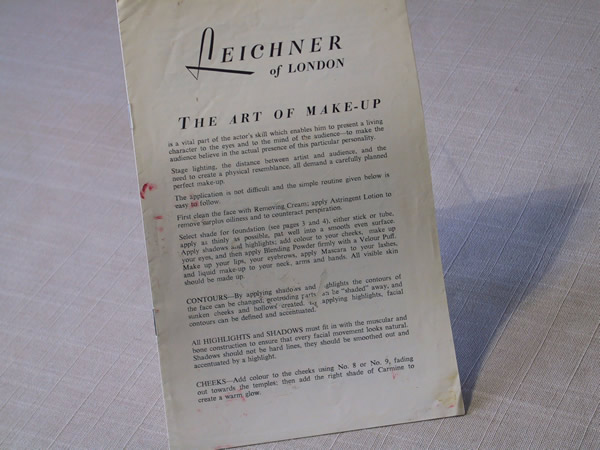 LEICHNER
of LONDON
THE ART OF MAKE-UP
is a vital part of the actor's skill which enables him to present a living
character to the eyes and to the mind of the audience—to make the
audience believe in the actual presence of this particular personality.
Stage lighting, the distance between artist and audience, and the
need to create a physical resemblance, all demand a carefully planned
perfect make-up.
The application is not difficult and the simple routine given below is
easy to follow.
First clean the face with Removing Cream; apply Astringent Lotion to
remove surplus oiliness and to counteract perspiration.
Select shade for foundation (see pages 3 and 4), either stick or tube,
apply as thinly as possible, pat well into a smooth even surface.
Apply shadows and highlights; add colour to your cheeks, make up
your eyes, and then apply Blending Powder firmly with a Velour Puff.
Make up your lips, your eyebrows, apply Mascara to your lashes,
and liquid make-up to your neck, arms and hands. All visible skin
should be made up.
CONTOURS—By applying shadows and highlights the contours of
the face can be changed, protruding parts can be "shaded" away, and
sunken cheeks and hollows created. By applying highlights, facial
contours can be defined and accentuated.
All HIGHLIGHTS and SHADOWS must fit in with the muscular and
bone construction to ensure that every facial movement looks natural.
Shadows should not be hard lines, they should be smoothed out and
accentuated by a highlight.
CHEEKS—Add colour to the cheeks using No. 8 or No. 9, fading
out towards the temples; then add the right shade of Carmine to
create a warm glow.